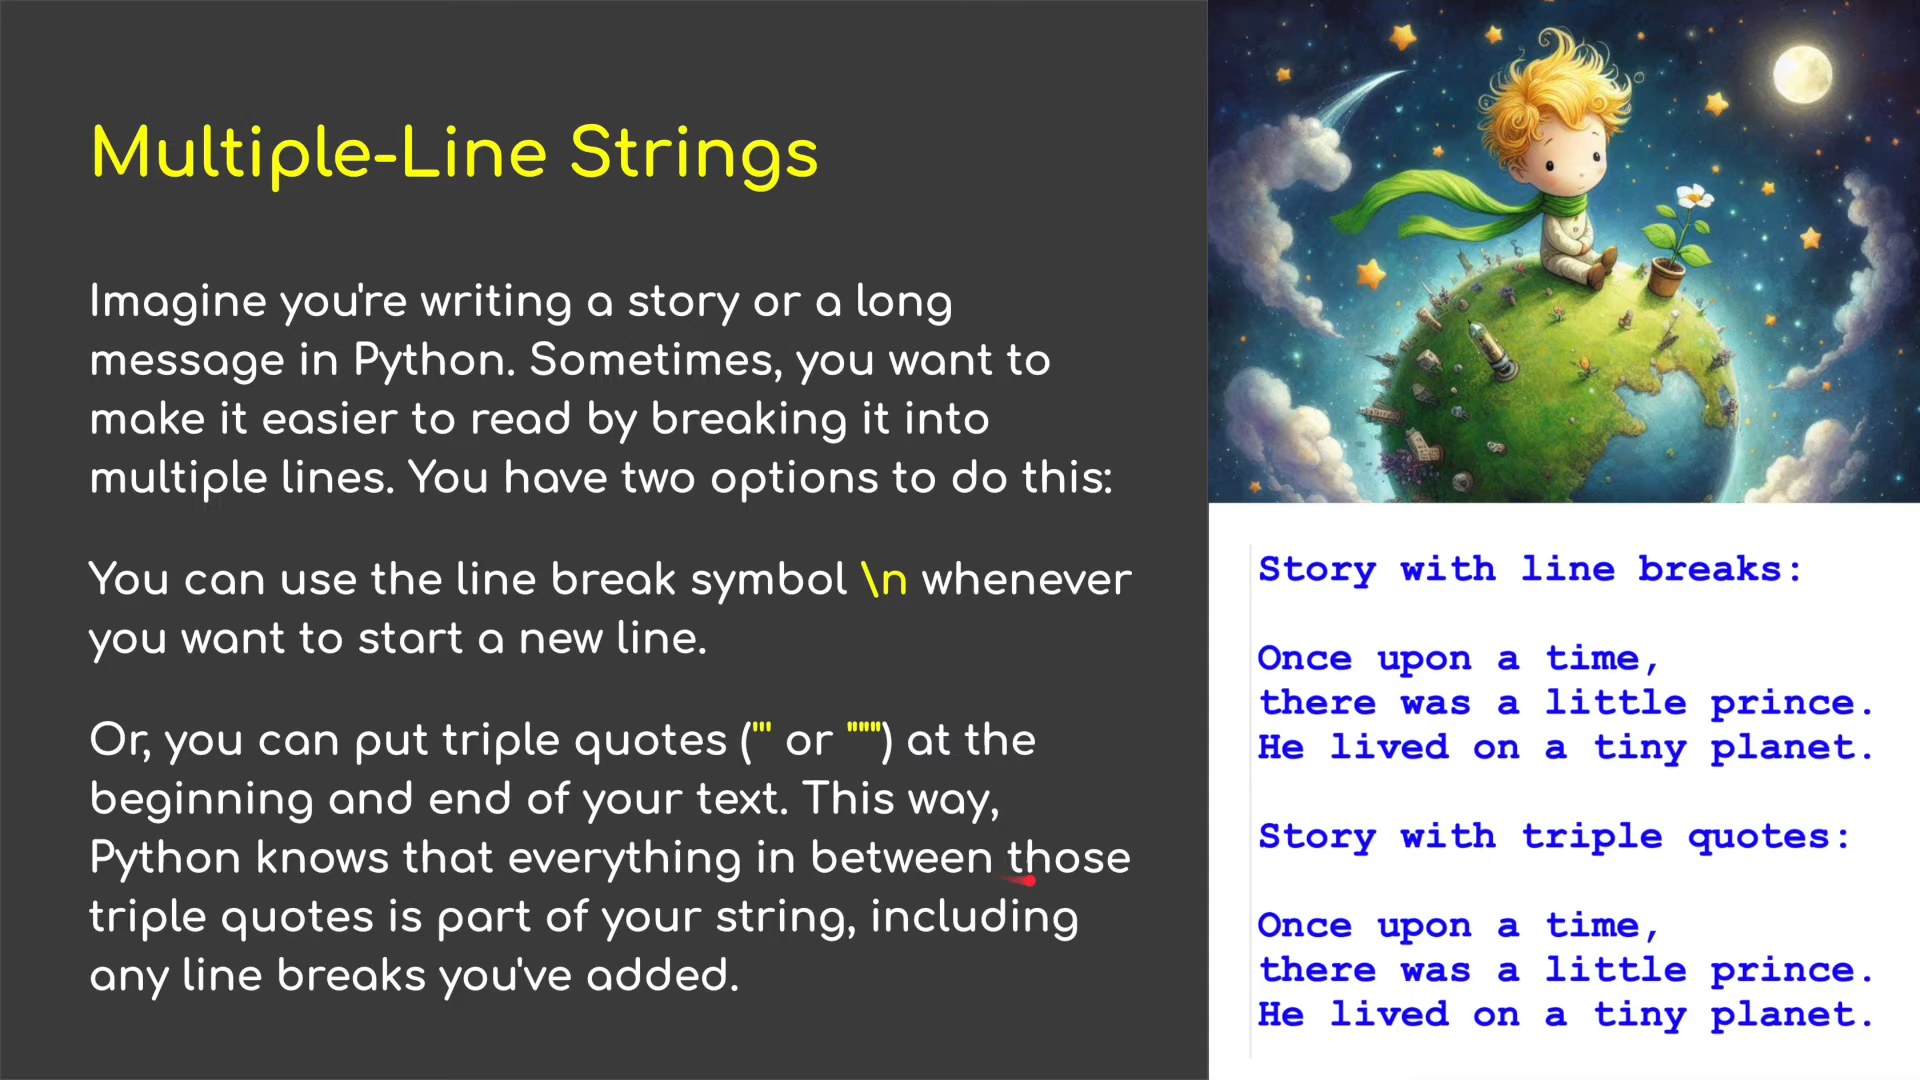 Multiple-Line Strings
Imagine you're writing a story or a long
message in Python. Sometimes, you want to
make it easier to read by breaking it into
multiple lines. You have two options to do this:
You can use the line break symbol \n whenever
you want to start a new line.
Or, you can put triple quotes (''' or """) at the
beginning and end of your text. This way,
Python knows that everything in between those
triple quotes is part of your string, including
any line breaks you've added.
Story with line breaks:
Once upon a time,
there was a little prince.
He lived on a tiny planet.
Story with triple quotes:
Once upon a time,
there was a little prince.
He lived on a tiny planet.